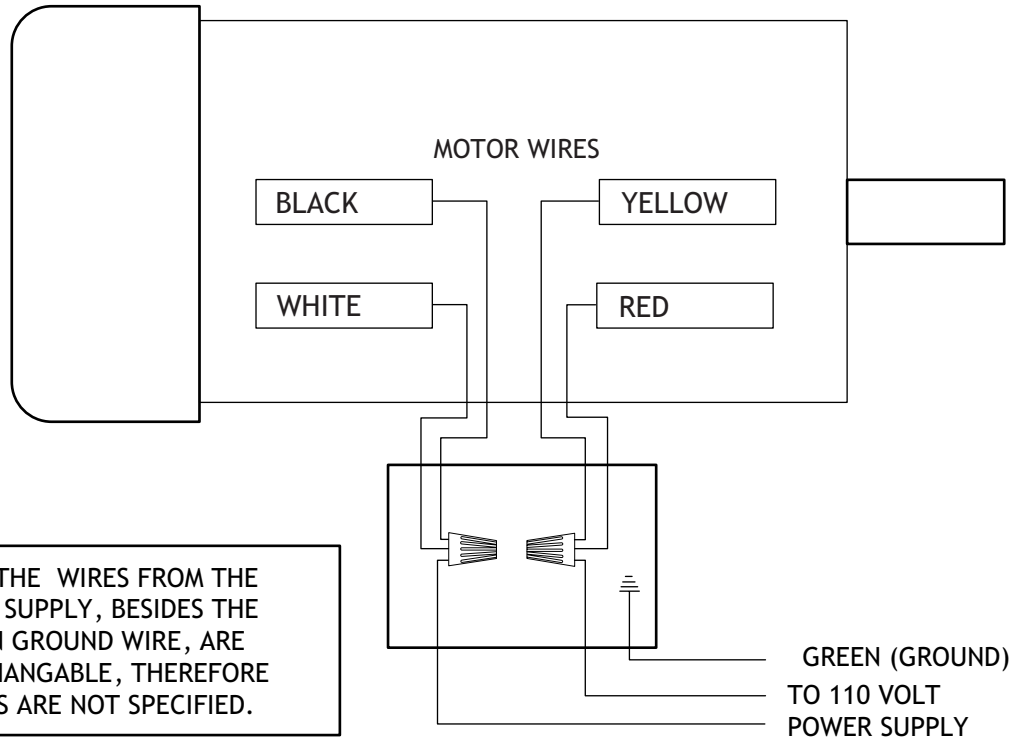 MOTOR WIRES
BLACK
YELLOW
WHITE
RED
THE WIRES FROM THE
SUPPLY, BESIDES THE
GROUND WIRE, ARE
THEREFORE
ARE NOT SPECIFIED.
GREEN (GROUND)
TO 110 VOLT
POWER SUPPLY